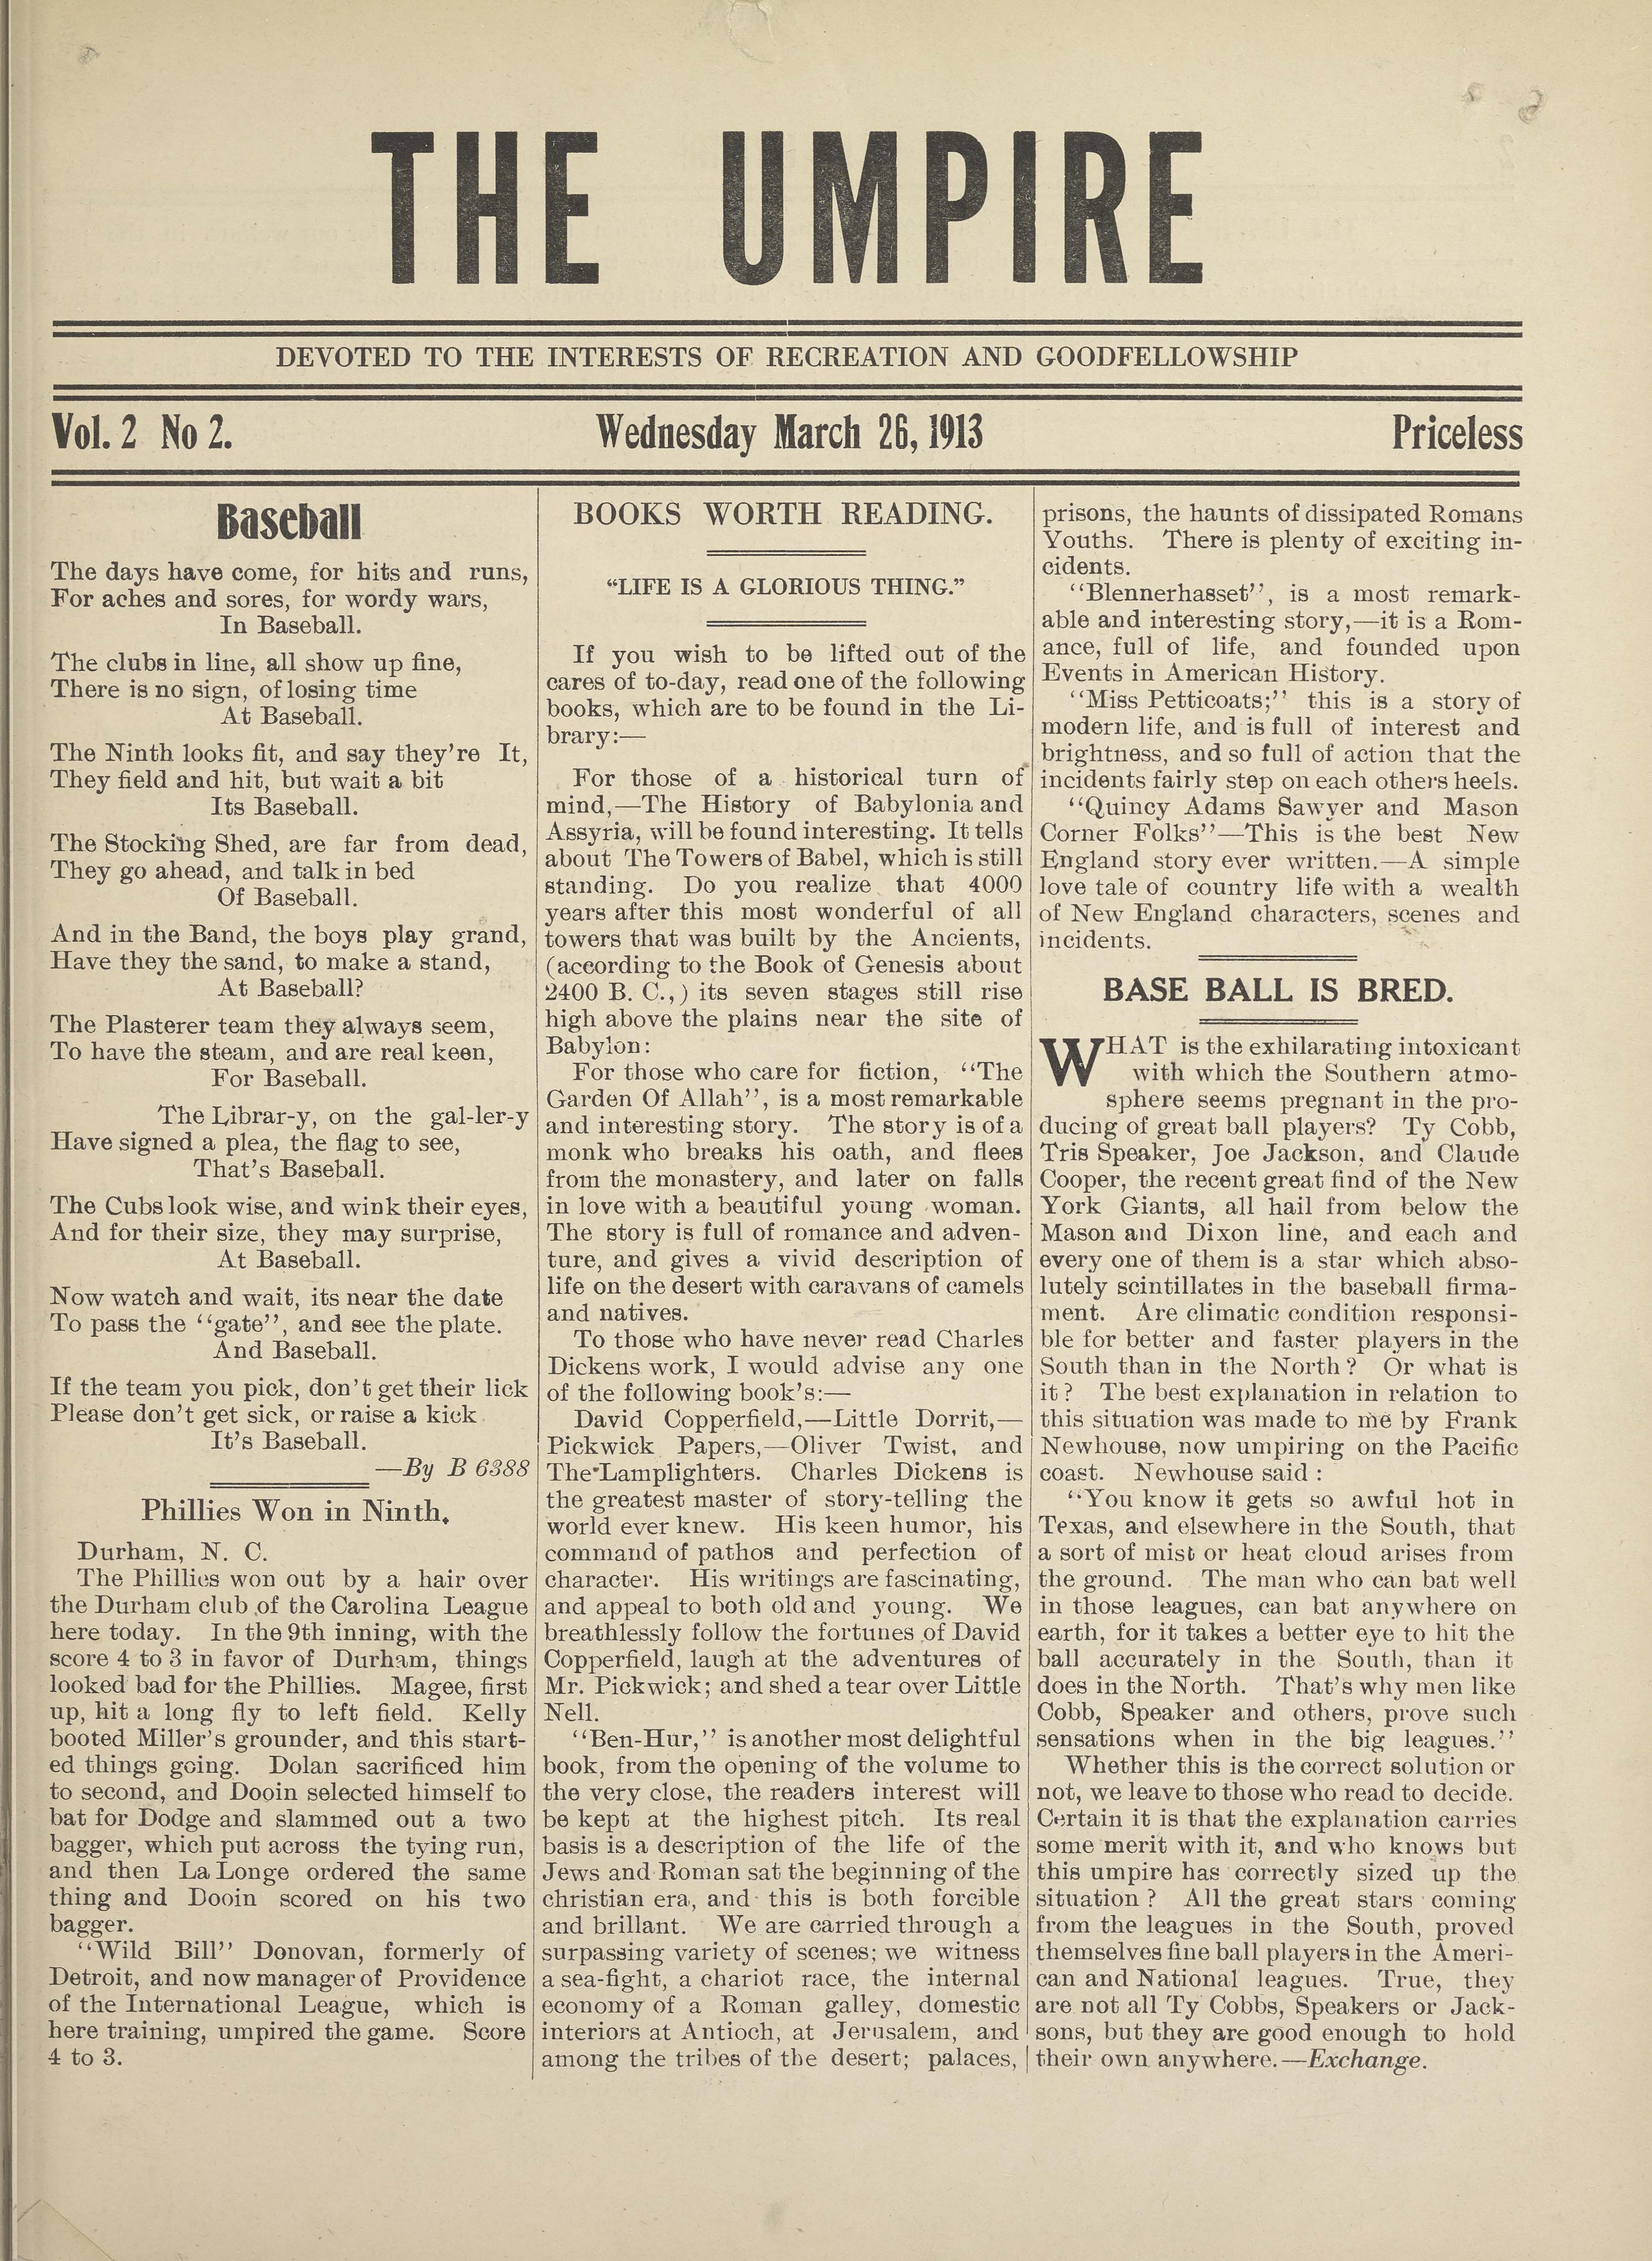 THE UMPIRE
DEVOTED TO THE INTERESTS OF RECREATION AND GOODFELLOWSHIP
Vol. 2 No 2. Wednesday March 26, 1913 Priceless
Baseball
The days have come, for hits and runs,
For aches and sores, for wordy wars,
In Baseball.
The clubs in line, all show up fine,
There is no sign, of losing time
At Baseball.
The Ninth looks fit, and say they're It,
They field and hit, but wait a bit
Its Baseball.
The Stocking Shed, are far from dead,
They go ahead, and talk in bed
Of Baseball.
And in the Band, the boys play grand,
Have they the sand, to make a stand,
At Baseball?
The Plasterer team they always seem,
To have the steam, and are real keen,
For Baseball.
The Librar-y, on the gal-ler-y
Have signed a plea, the flag to see,
That's Baseball.
The Cubs look wise, and wink their eyes,
And for their size, they may surprise,
At Baseball.
Now watch and wait, its near the date
To pass the "gate", and see the plate.
And Baseball.
If the team you pick, don't get their lick
Please don't get sick, or raise a kick
It's Baseball.
—By B 6388
Phillies Won in Ninth.
Durham, N. C.
The Phillies won out by a hair over
the Durham club of the Carolina League
here today. In the 9th inning, with the
score 4 to 3 in favor of Durham, things
looked bad for the Phillies. Magee, first
up, hit a long fly to left field. Kelly
booted Miller's grounder, and this start-
ed things going. Dolan sacrificed him
to second, and Dooin selected himself to
bat for Dodge and slammed out a two
bagger, which put across the tying run,
and then La Longe ordered the same
thing and Dooin scored on his two
bagger.
"Wild Bill" Donovan, formerly of
Detroit, and now manager of Providence
of the International League, which is
here training, umpired the game. Score
4 to 3.
BOOKS WORTH READING.
"LIFE IS A GLORIOUS THING."
If you wish to be lifted out of the
cares of to-day, read one of the following
books, which are to be found in the Li-
brary:—
For those of a historical turn of
mind,—The History of Babylonia and
Assyria, will be found interesting. It tells
about The Towers of Babel, which is still
standing. Do you realize that 4000
years after this most wonderful of all
towers that was built by the Ancients,
(according to the Book of Genesis about
2400 B. C.,) its seven stages still rise
high above the plains near the site of
Babylon:
For those who care for fiction, "The
Garden Of Allah", is a most remarkable
and interesting story. The story is of a
monk who breaks his oath, and flees
from the monastery, and later on falls
in love with a beautiful young woman.
The story is full of romance and adven-
ture, and gives a vivid description of
life on the desert with caravans of camels
and natives.
To those who have never read Charles
Dickens work, I would advise any one
of the following book's:—
David Copperfield,—Little Dorrit,—
Pickwick Papers,—Oliver Twist, and
The Lamplighters. Charles Dickens is
the greatest master of story-telling the
world ever knew. His keen humor, his
command of pathos and perfection of
character. His writings are fascinating,
and appeal to both old and young. We
breathlessly follow the fortunes of David
Copperfield, laugh at the adventures of
Mr. Pickwick; and shed a tear over Little
Nell.
"Ben-Hur," is another most delightful
book, from the opening of the volume to
the very close, the readers interest will
be kept at the highest pitch. Its real
basis is a description of the life of the
Jews and Roman sat the beginning of the
christian era, and this is both forcible
and brillant. We are carried through a
surpassing variety of scenes; we witness
a sea-fight, a chariot race, the internal
economy of a Roman galley, domestic
interiors at Antioch, at Jerusalem, and
among the tribes of the desert; palaces,
prisons, the haunts of dissipated Romans
Youths. There is plenty of exciting in-
cidents.
"Blennerhasset", is a most remark-
able and interesting story,—it is a Rom-
ance, full of life, and founded upon
Events in American History.
"Miss Petticoats;" this is a story of
modern life, and is full of interest and
brightness, and so full of action that the
incidents fairly step on each others heels.
"Quincy Adams Sawyer and Mason
Corner Folks"—This is the best New
England story ever written.—A simple
love tale of country life with a wealth
of New England characters, scenes and
incidents.
BASE BALL IS BRED.
WHAT is the exhilarating intoxicant
with which the Southern atmo-
sphere seems pregnant in the pro-
ducing of great ball players? Ty Cobb,
Tris Speaker, Joe Jackson, and Claude
Cooper, the recent great find of the New
York Giants, all hail from below the
Mason and Dixon line, and each and
every one of them is a star which abso-
lutely scintillates in the baseball firma-
ment. Are climatic condition responsi-
ble for better and faster players in the
South than in the North? Or what is
it? The best explanation in relation to
this situation was made to me by Frank
Newhouse, now umpiring on the Pacific
coast. Newhouse said:
"You know it gets so awful hot in
Texas, and elsewhere in the South, that
a sort of mist or heat cloud arises from
the ground. The man who can bat well
in those leagues, can bat anywhere on
earth, for it takes a better eye to hit the
ball accurately in the South, than it
does in the North. That's why men like
Cobb, Speaker and others, prove such
sensations when in the big leagues."
Whether this is the correct solution or
not, we leave to those who read to decide.
Certain it is that the explanation carries
some merit with it, and who knows but
this umpire has correctly sized up the
situation? All the great stars coming
from the leagues in the South, proved
themselves fine ball players in the Ameri-
can and National leagues. True, they
are not all Ty Cobbs, Speakers or Jack-
sons, but they are good enough to hold
their own anywhere.—Exchange.